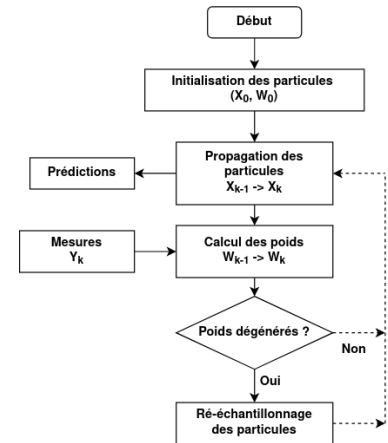 Début
Initialisation des particules
(X0, W0)
Propagation des
particules
Xk-1 -> Xk
Prédictions
Mesures
Yk
Calcul des poids
Wk-1 -> Wk
Poids dégénérés ?
Non
Oui
Ré-échantillonnage
des particules